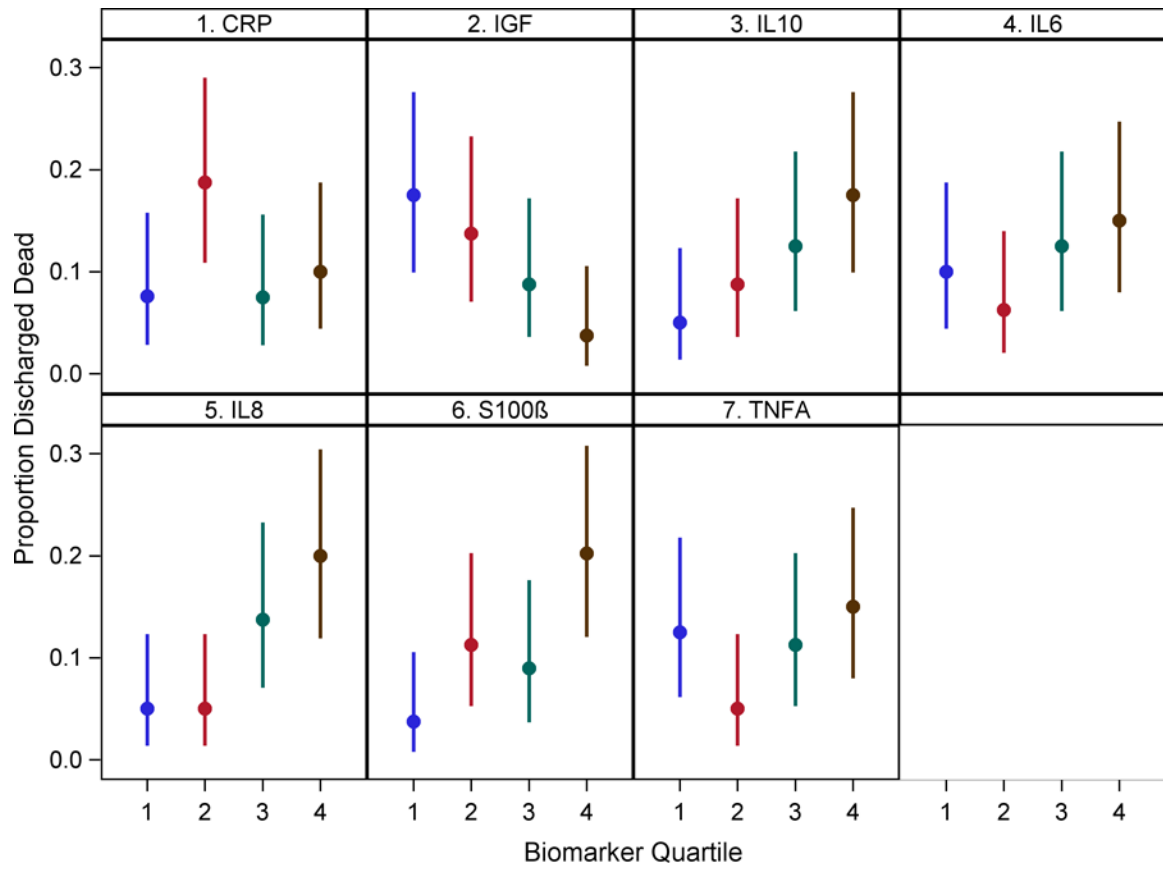 1. CRP
2. IGF
3. IL10
4. IL6
0.3
0.2
0.1
0.0
5. IL8
6. S100ß
7. TNFA
0.3
0.2
0.1
0.0
Proportion Discharged Dead
1 2 3 4
1 2 3 4
1 2 3 4
1 2 3 4
Biomarker Quartile